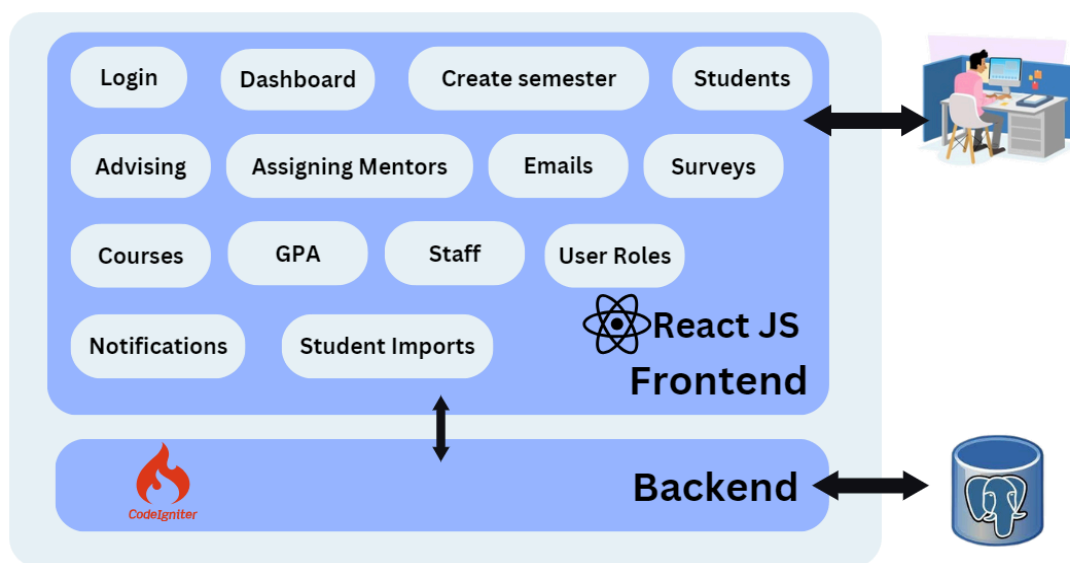 Login
Dashboard
Create semester
Students
Advising
Assigning Mentors
Emails
Surveys
Courses
GPA
Staff
User Roles
Notifications
Student Imports
React JS
Frontend
CodeIgniter
Backend